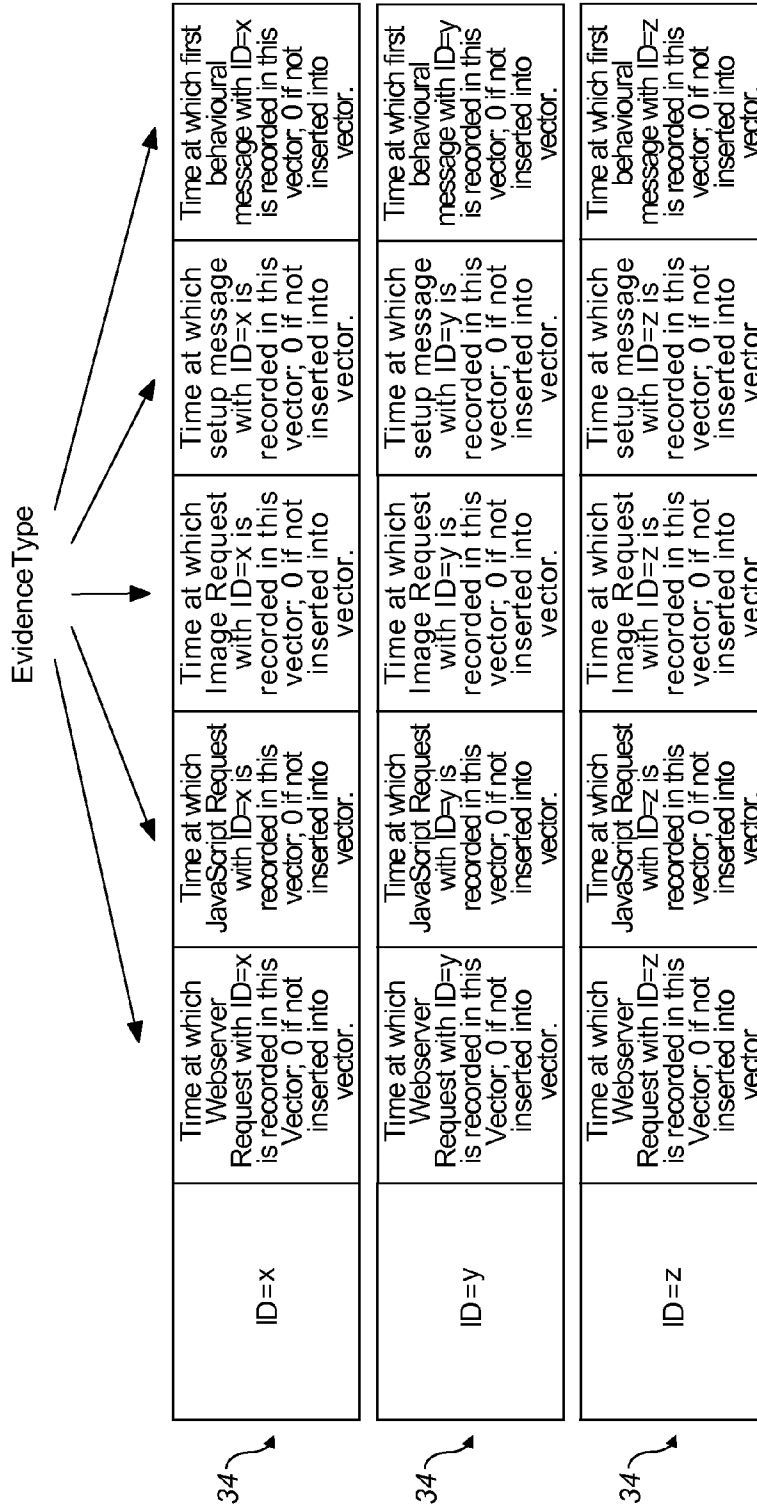 EvidenceType
34
ID=x
Time at which
Webserver
Request with ID=x
is recorded in this
Vector; 0 if not
inserted into
vector.
Time at which
JavaScript Request
with ID=x is
recorded in this
vector; 0 if not
inserted into
vector.
Time at which
Image Request
with ID=x is
recorded in this
vector; 0 if not
inserted into
vector.
Time at which
setup message
with ID=x is
recorded in this
vector; 0 if not
inserted into
vector.
Time at which first
behavioural
message with ID=x
is recorded in this
vector; 0 if not
inserted into
vector.
34
ID=y
Time at which
Webserver
Request with ID=y
is recorded in this
Vector; 0 if not
inserted into
vector.
Time at which
JavaScript Request
with ID=y is
recorded in this
vector; 0 if not
inserted into
vector.
Time at which
Image Request
with ID=y is
recorded in this
vector; 0 if not
inserted into
vector.
Time at which
setup message
with ID=y is
recorded in this
vector; 0 if not
inserted into
vector.
Time at which first
behavioural
message with ID=y
is recorded in this
vector; 0 if not
inserted into
vector.
34
ID=z
Time at which
Webserver
Request with ID=z
is recorded in this
Vector; 0 if not
inserted into
vector.
Time at which
JavaScript Request
with ID=z is
recorded in this
vector; 0 if not
inserted into
vector.
Time at which
Image Request
with ID=z is
recorded in this
vector; 0 if not
inserted into
vector.
Time at which
setup message
with ID=z is
recorded in this
vector; 0 if not
inserted into
vector.
Time at which first
behavioural
message with ID=z
is recorded in this
vector; 0 if not
inserted into
vector.